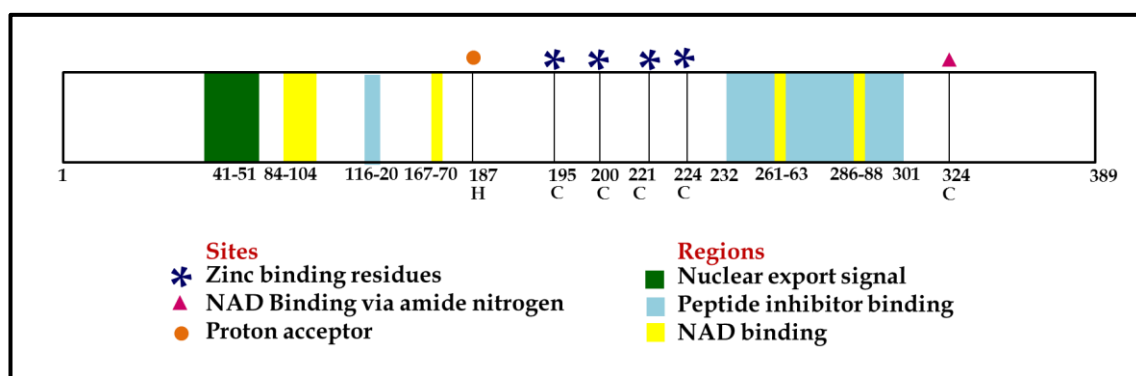 1 41-51 84-104 116-20 167-70 187 195 200 221 224 232 261-63 286-88 301 324 389
H C C C C C
Sites
Zinc binding residues
NAD Binding via amide nitrogen
Proton acceptor
Regions
Nuclear export signal
Peptide inhibitor binding
NAD binding